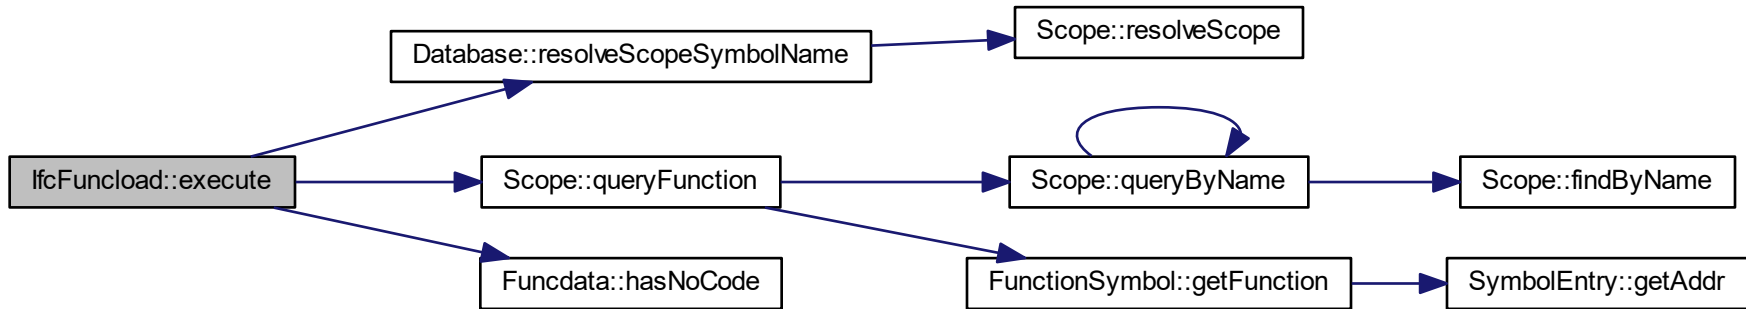 IfcFuncload::execute
Database::resolveScopeSymbolName
Scope::resolveScope
Scope::queryFunction
Scope::queryByName
Scope::findByName
Funcdata::hasNoCode
FunctionSymbol::getFunction
SymbolEntry::getAddr